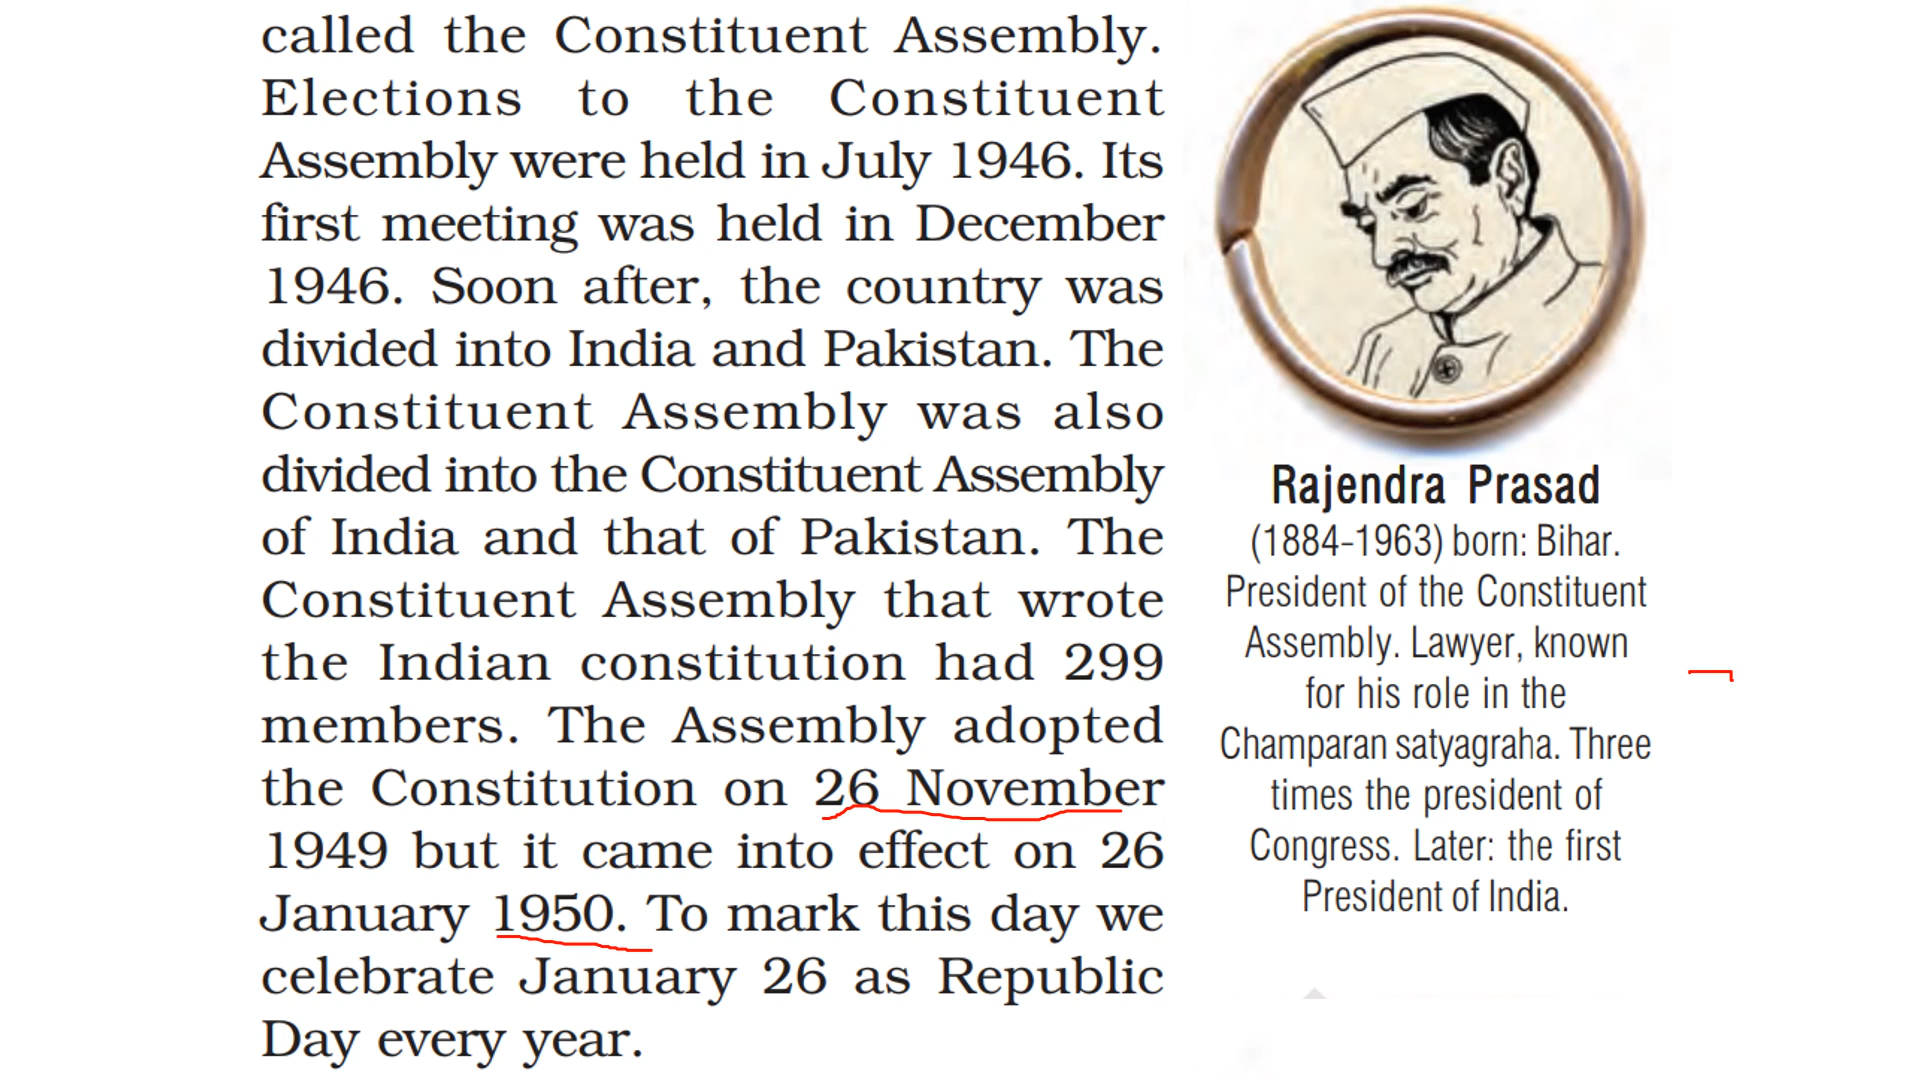 called the Constituent Assembly.
Elections to the Constituent
Assembly were held in July 1946. Its
first meeting was held in December
1946. Soon after, the country was
divided into India and Pakistan. The
Constituent Assembly was also
divided into the Constituent Assembly
of India and that of Pakistan. The
Constituent Assembly that wrote
the Indian constitution had 299
members. The Assembly adopted
the Constitution on 26 November
1949 but it came into effect on 26
January 1950. To mark this day we
celebrate January 26 as Republic
Day every year.
Rajendra Prasad
(1884-1963) born: Bihar.
President of the Constituent
Assembly. Lawyer, known
for his role in the
Champaran satyagraha. Three
times the president of
Congress. Later: the first
President of India.